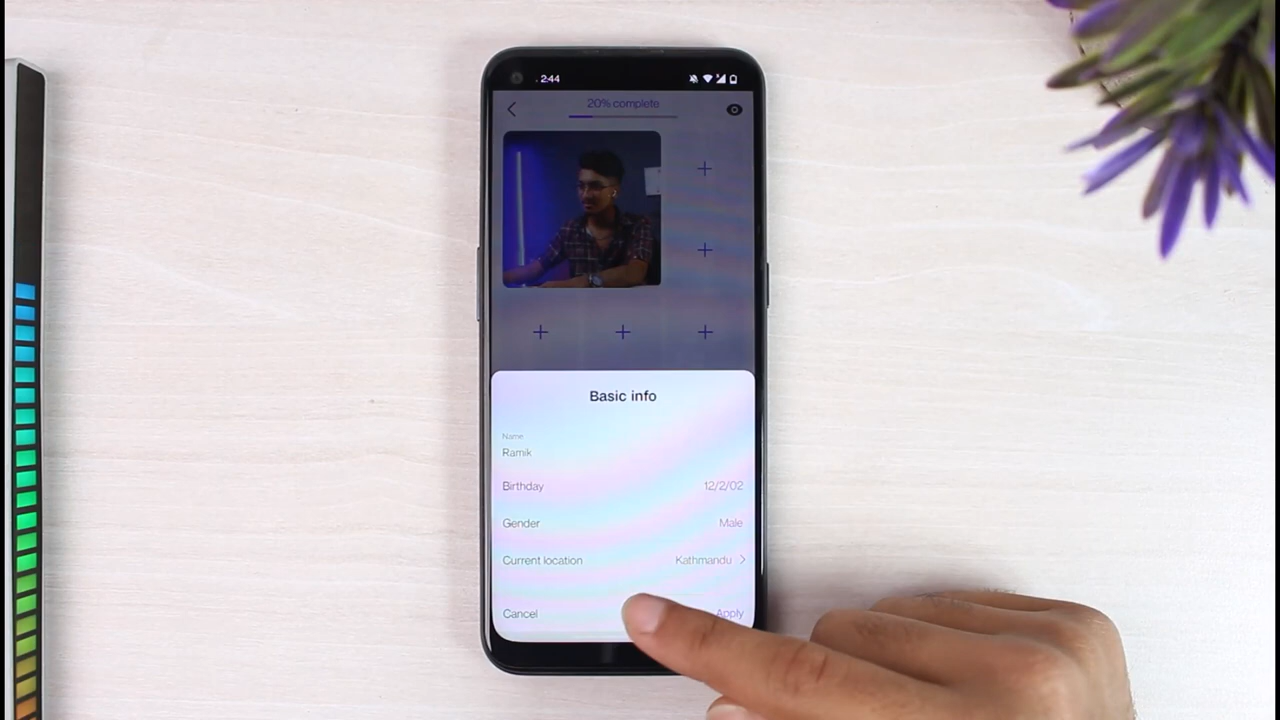 2:44
20% complete
Basic info
Name
Ramik
Birthday 12/2/02
Gender Male
Current location Kathmandu
Cancel Apply